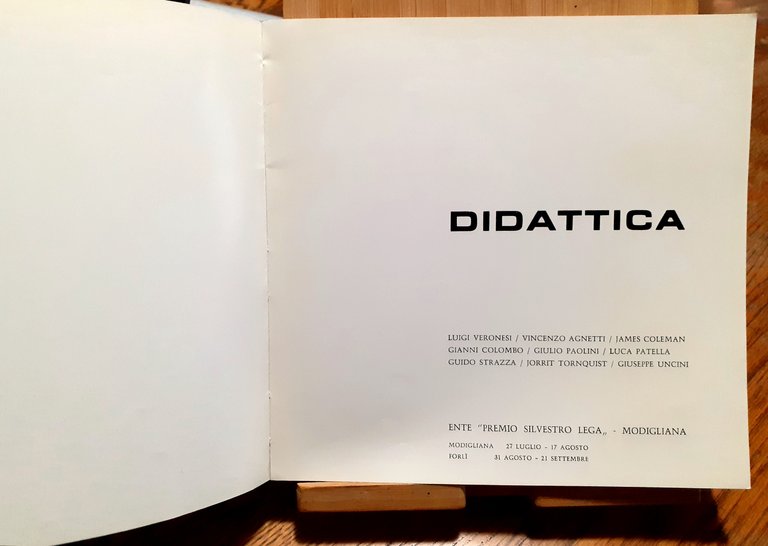 DIDATTICA
LUIGI VERONESI / VINCENZO AGNETTI / JAMES COLEMAN
GIANNI COLOMBO / GIULIO PAOLINI / LUCA PATELLA
GUIDO STRAZZA / JORRIT TORNQUIST / GIUSEPPE UNCINI
ENTE "PREMIO SILVESTRO LEGA„ - MODIGLIANA
MODIGLIANA 27 LUGLIO - 17 AGOSTO
FORLÌ 31 AGOSTO - 21 SETTEMBRE